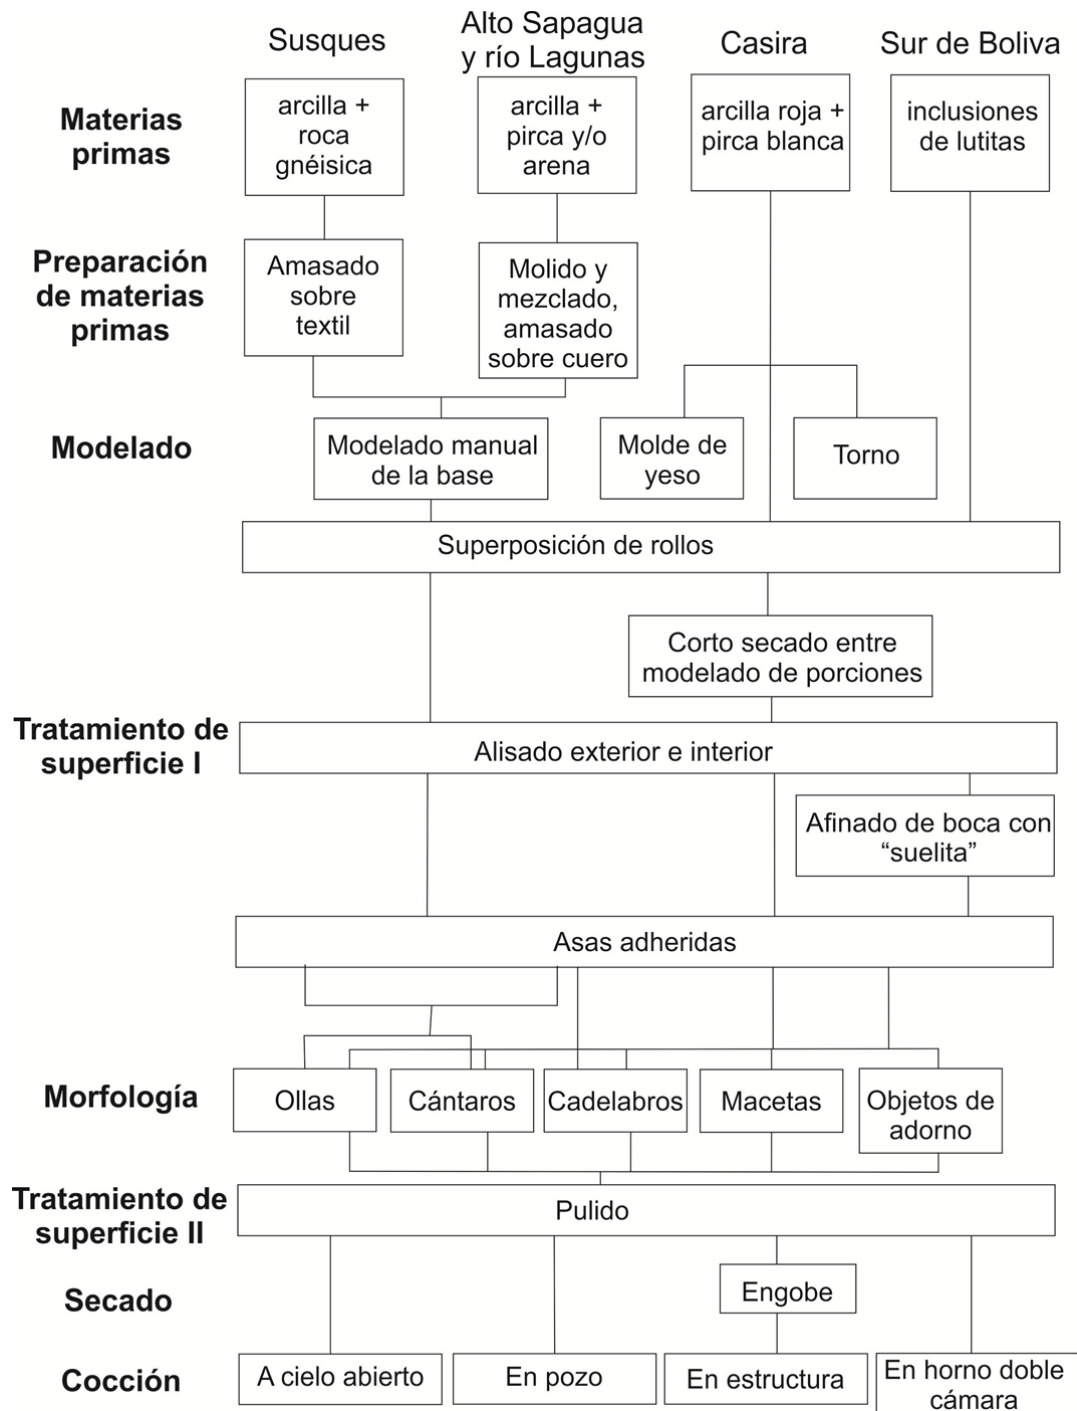 Susques
Alto Sapagua
y río Lagunas
Casira
Sur de Boliva
Materias
primas
arcilla +
roca
gnéisica
arcilla +
pirca y/o
arena
arcilla roja +
pirca blanca
inclusiones
de lutitas
Preparación
de materias
primas
Amasado
sobre
textil
Molido y
mezclado,
amasado
sobre cuero
Modelado
Modelado manual
de la base
Molde de
yeso
Torno
Superposición de rollos
Corto secado entre
modelado de porciones
Tratamiento de
superficie I
Alisado exterior e interior
Afinado de boca con
“suelita”
Asas adheridas
Morfología
Ollas
Cántaros
Cadelabros
Macetas
Objetos de
adorno
Tratamiento de
superficie II
Pulido
Secado
Engobe
Cocción
A cielo abierto
En pozo
En estructura
En horno doble
cámara